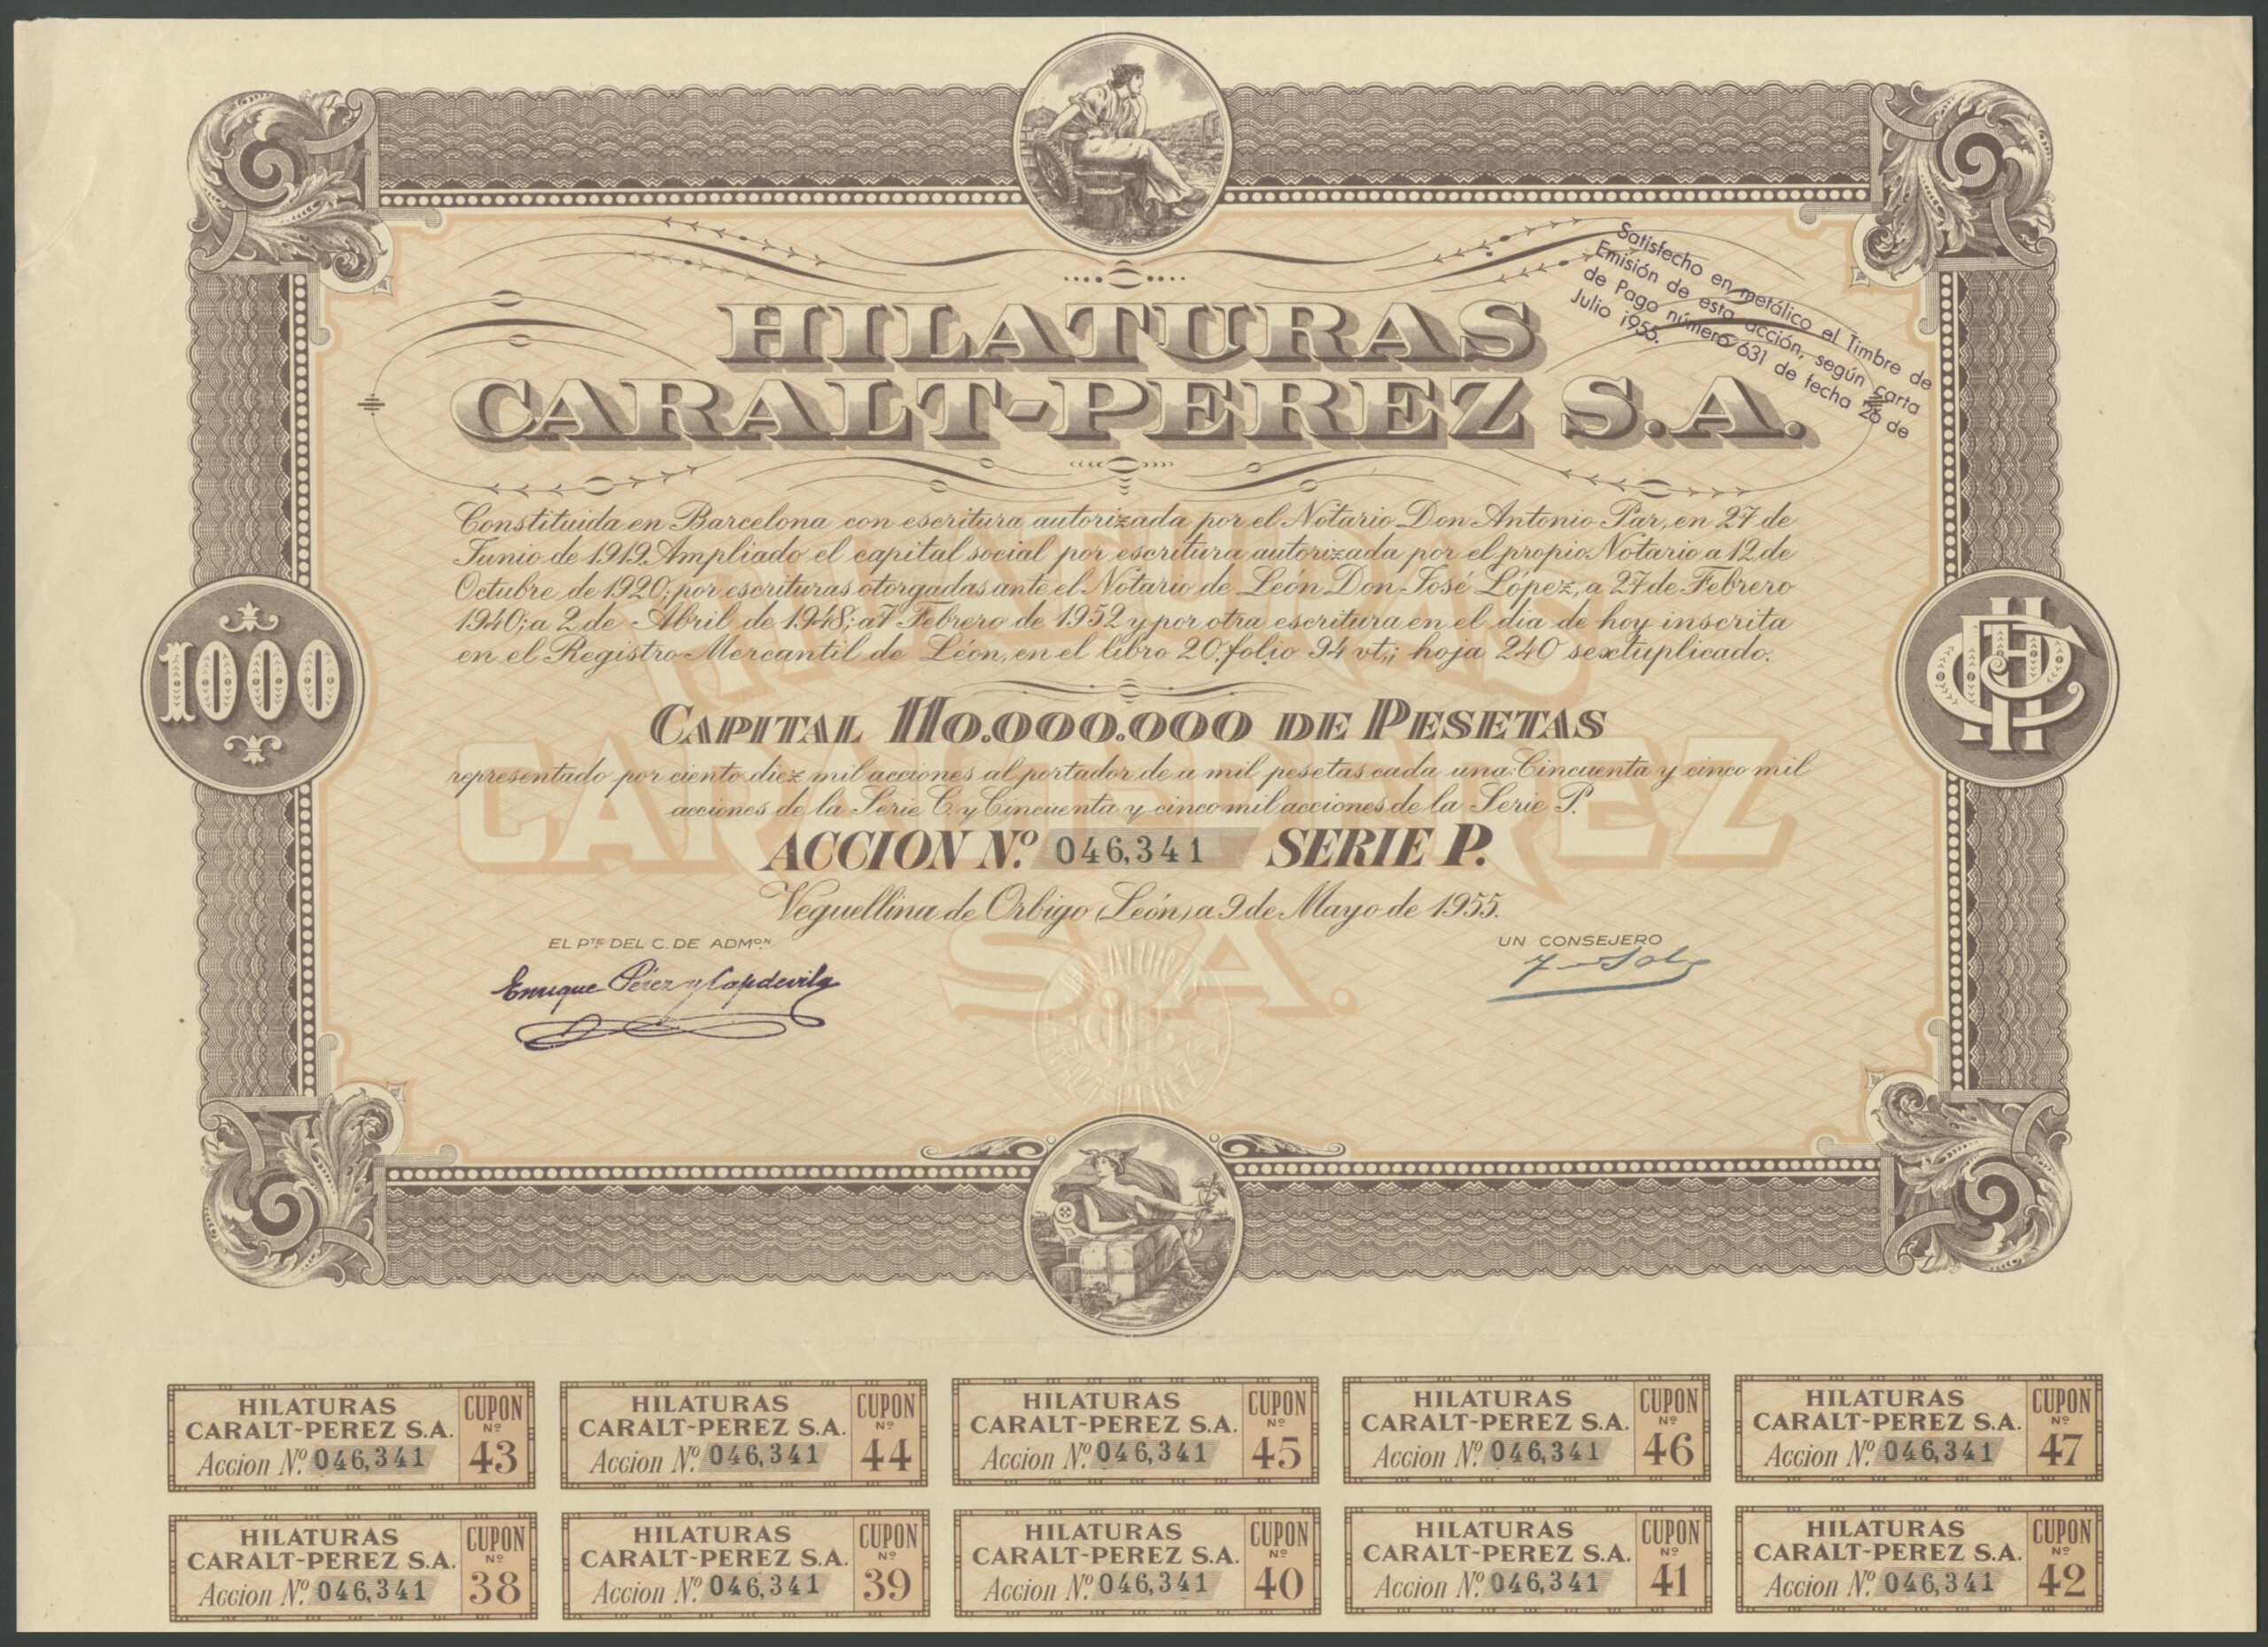 HILATURAS
CARALT-PEREZ S.A.
Satisfecho en metálico el Timbre de
Emisión de esta acción, según carta
de Pago número 631 de fecha 26 de
Julio 1955.
Constituida en Barcelona con escritura autorizada por el Notario Don Antonio Par, en 27 de
Junio de 1919. Ampliado el capital social por escritura autorizada por el propio Notario a 12 de
Octubre de 1920; por escrituras otorgadas ante el Notario de León Don José López, a 27 de Febrero
1940; a 2 de Abril de 1948; a 7 Febrero de 1952 y por otra escritura en el dia de hoy inscrita
en el Registro Mercantil de León, en el libro 20, folio 94 vt.; hoja 240 sextuplicado.
1000
HCP
CAPITAL 110.000.000 DE PESETAS
representado por ciento diez mil acciones al portador de a mil pesetas cada una: Cincuenta y cinco mil
acciones de la Serie C. y Cincuenta y cinco mil acciones de la Serie P.
HILATURAS
CARALT-PEREZ
S.A.
ACCION N.º 046,341 SERIE P.
Veguellina de Orbigo (León) a 9 de Mayo de 1955.
EL PTE DEL C. DE ADMON
UN CONSEJERO
Enrique Pérez y Capdevila
HILATURAS
CARALT-PEREZ S.A.
Accion Nº 046,341
CUPON
Nº
43
HILATURAS
CARALT-PEREZ S.A.
Accion Nº 046,341
CUPON
Nº
44
HILATURAS
CARALT-PEREZ S.A.
Accion Nº 046,341
CUPON
Nº
45
HILATURAS
CARALT-PEREZ S.A.
Accion Nº 046,341
CUPON
Nº
46
HILATURAS
CARALT-PEREZ S.A.
Accion Nº 046,341
CUPON
Nº
47
HILATURAS
CARALT-PEREZ S.A.
Accion Nº 046,341
CUPON
Nº
38
HILATURAS
CARALT-PEREZ S.A.
Accion Nº 046,341
CUPON
Nº
39
HILATURAS
CARALT-PEREZ S.A.
Accion Nº 046,341
CUPON
Nº
40
HILATURAS
CARALT-PEREZ S.A.
Accion Nº 046,341
CUPON
Nº
41
HILATURAS
CARALT-PEREZ S.A.
Accion Nº 046,341
CUPON
Nº
42